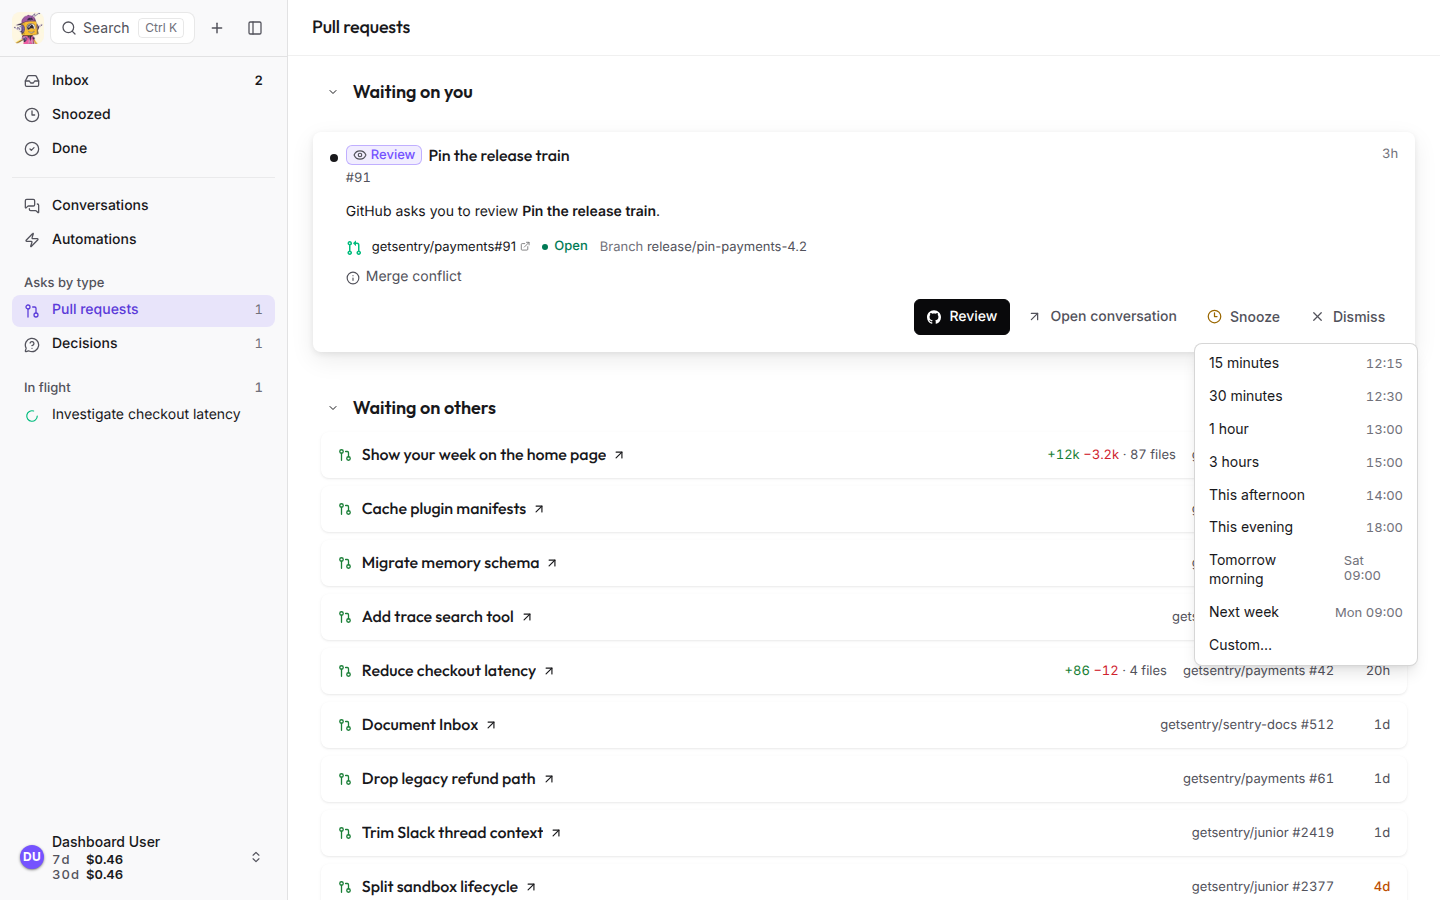 Search Ctrl K
Inbox 2
Snoozed
Done
Conversations
Automations
Asks by type
Pull requests 1
Decisions 1
In flight 1
Investigate checkout latency
DU
Dashboard User
7d $0.46
30d $0.46
Pull requests
Waiting on you
Review Pin the release train 3h
#91
GitHub asks you to review Pin the release train.
getsentry/payments#91 Open Branch release/pin-payments-4.2
Merge conflict
Review Open conversation Snooze Dismiss
15 minutes 12:15
30 minutes 12:30
1 hour 13:00
3 hours 15:00
This afternoon 14:00
This evening 18:00
Tomorrow morning Sat 09:00
Next week Mon 09:00
Custom...
Waiting on others
Show your week on the home page +12k −3.2k · 87 files
Cache plugin manifests
Migrate memory schema
Add trace search tool
Reduce checkout latency +86 −12 · 4 files getsentry/payments #42 20h
Document Inbox getsentry/sentry-docs #512 1d
Drop legacy refund path getsentry/payments #61 1d
Trim Slack thread context getsentry/junior #2419 1d
Split sandbox lifecycle getsentry/junior #2377 4d